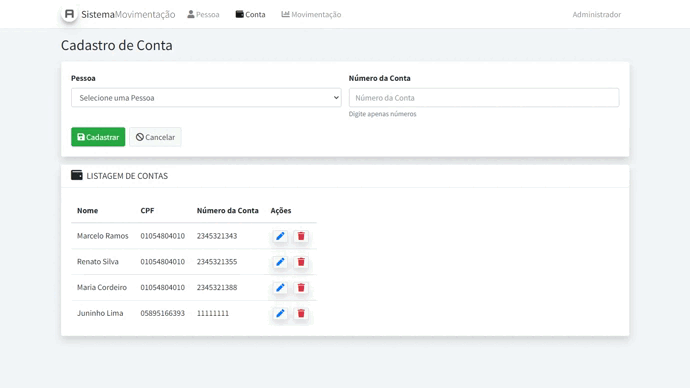 SistemaMovimentação Pessoa Conta Movimentação Administrador
Cadastro de Conta
Pessoa Número da Conta
Selecione uma Pessoa Número da Conta
Digite apenas números
Cadastrar Cancelar
LISTAGEM DE CONTAS
Nome CPF Número da Conta Ações
Marcelo Ramos 01054804010 2345321343
Renato Silva 01054804010 2345321355
Maria Cordeiro 01054804010 2345321388
Juninho Lima 05895166393 11111111